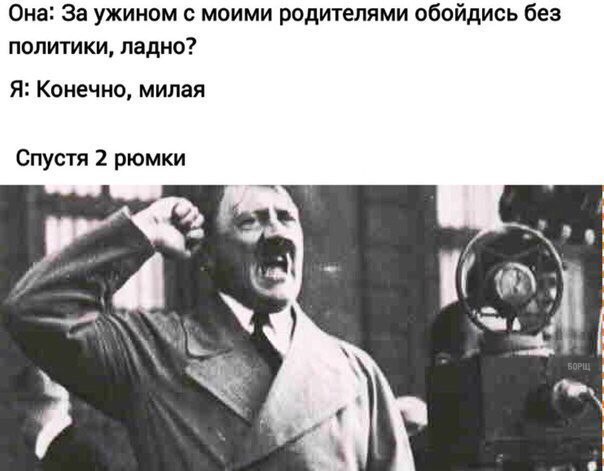 Она: За ужином с моими родителями обойдись без
политики, ладно?
Я: Конечно, милая
Спустя 2 рюмки
БОРЩ